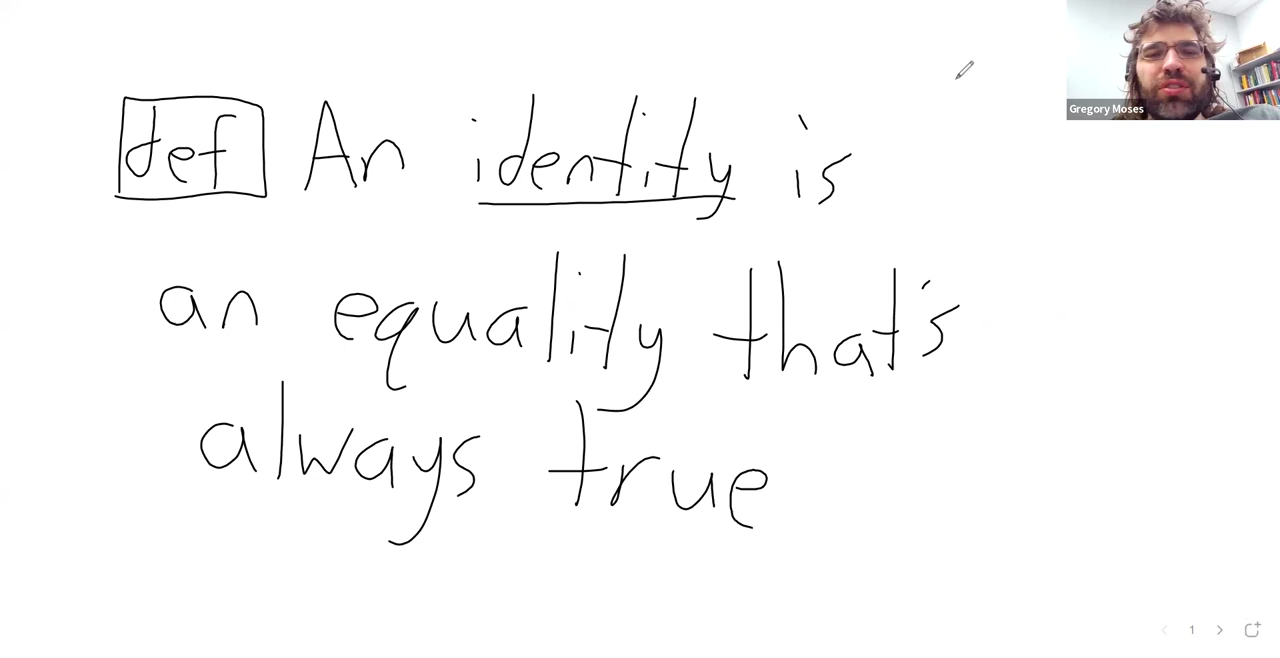 Gregory Moses
def An identity is
an equality that's
always true
1